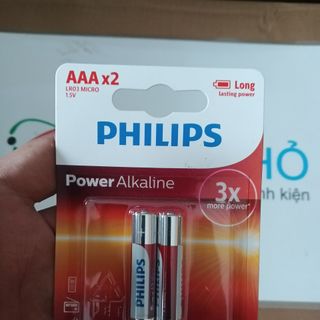 AAA x2
LR03 MICRO
1.5V
Long
lasting power
PHILIPS
HỎ
Power Alkaline
3x
more power*
nh kiện
PHILIPS